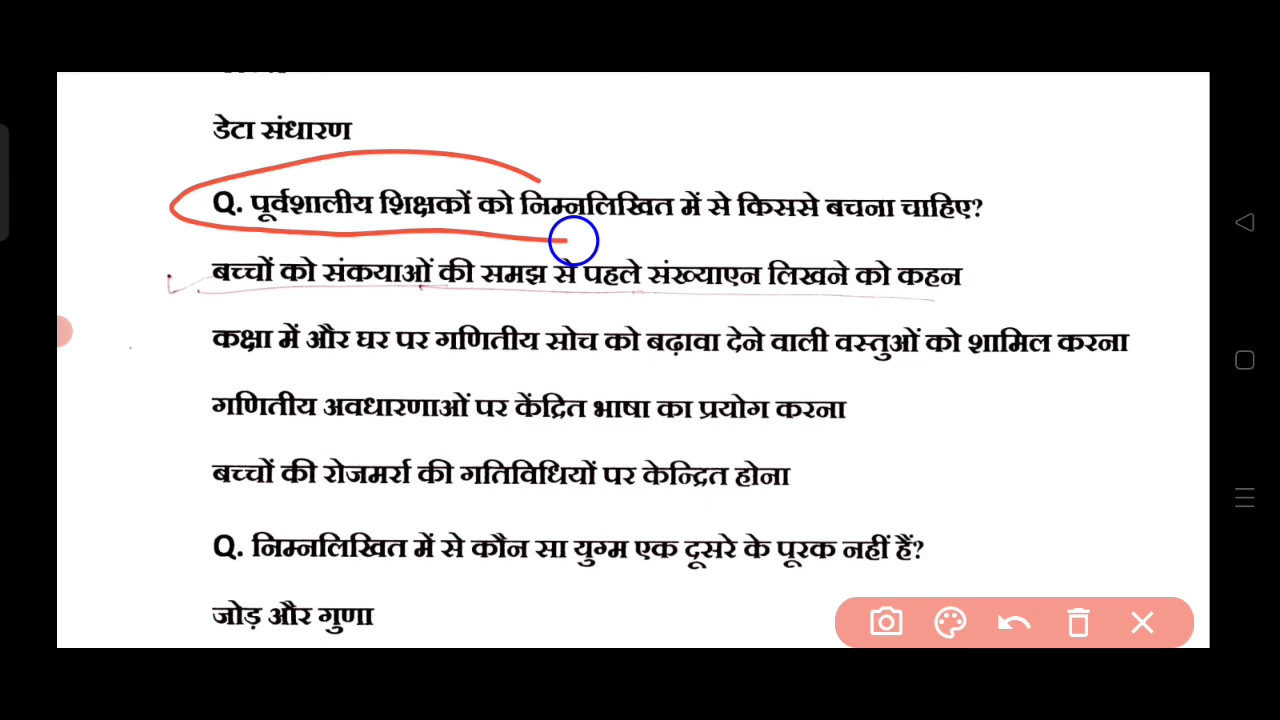 डेटा संधारण
Q. पूर्वशालीय शिक्षकों को निम्नलिखित में से किससे बचना चाहिए?
बच्चों को संकयाओं की समझ से पहले संख्याएन लिखने को कहन
कक्षा में और घर पर गणितीय सोच को बढ़ावा देने वाली वस्तुओं को शामिल करना
गणितीय अवधारणाओं पर केंद्रित भाषा का प्रयोग करना
बच्चों की रोजमर्रा की गतिविधियों पर केन्द्रित होना
Q. निम्नलिखित में से कौन सा युग्म एक दूसरे के पूरक नहीं हैं?
जोड़ और गुणा